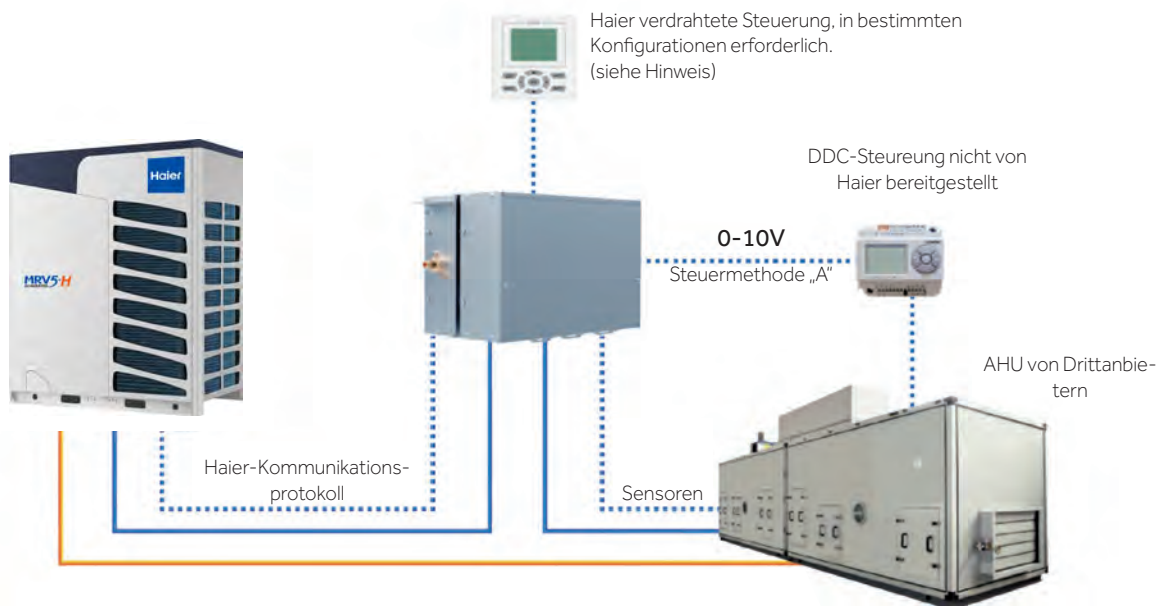 Haier verdrahtete Steuerung, in bestimmten
Konfigurationen erforderlich.
(siehe Hinweis)
DDC-Steureung nicht von
Haier bereitgestellt
Haier
0-10V
Steuermethode „A“
MRV5-H
AHU von Drittanbie-
tern
Haier-Kommunikations-
protokoll
Sensoren